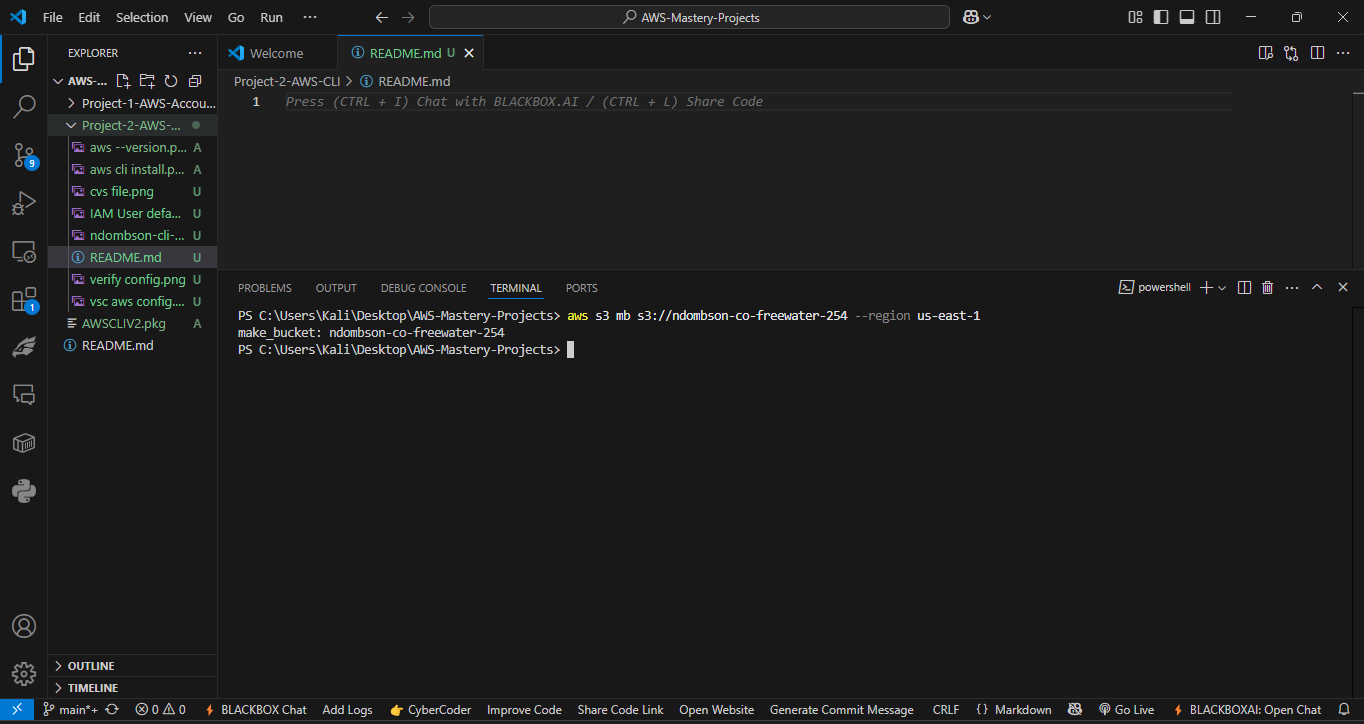 File Edit Selection View Go Run ··· AWS-Mastery-Projects
EXPLORER ···
AWS-...
Project-1-AWS-Accou...
Project-2-AWS-...
aws --version.p... A
aws cli install.p... A
cvs file.png U
IAM User defa... U
ndombson-cli-... U
README.md U
verify config.png U
vsc aws config.... U
AWSCLIV2.pkg A
README.md
OUTLINE
TIMELINE
9
1
Welcome README.md U
Project-2-AWS-CLI > README.md
1 Press (CTRL + I) Chat with BLACKBOX.AI / (CTRL + L) Share Code
PROBLEMS OUTPUT DEBUG CONSOLE TERMINAL PORTS powershell
PS C:\Users\Kali\Desktop\AWS-Mastery-Projects> aws s3 mb s3://ndombson-co-freewater-254 --region us-east-1
make_bucket: ndombson-co-freewater-254
PS C:\Users\Kali\Desktop\AWS-Mastery-Projects>
main*+ 0 0 BLACKBOX Chat Add Logs CyberCoder Improve Code Share Code Link Open Website Generate Commit Message CRLF {} Markdown Go Live BLACKBOXAI: Open Chat